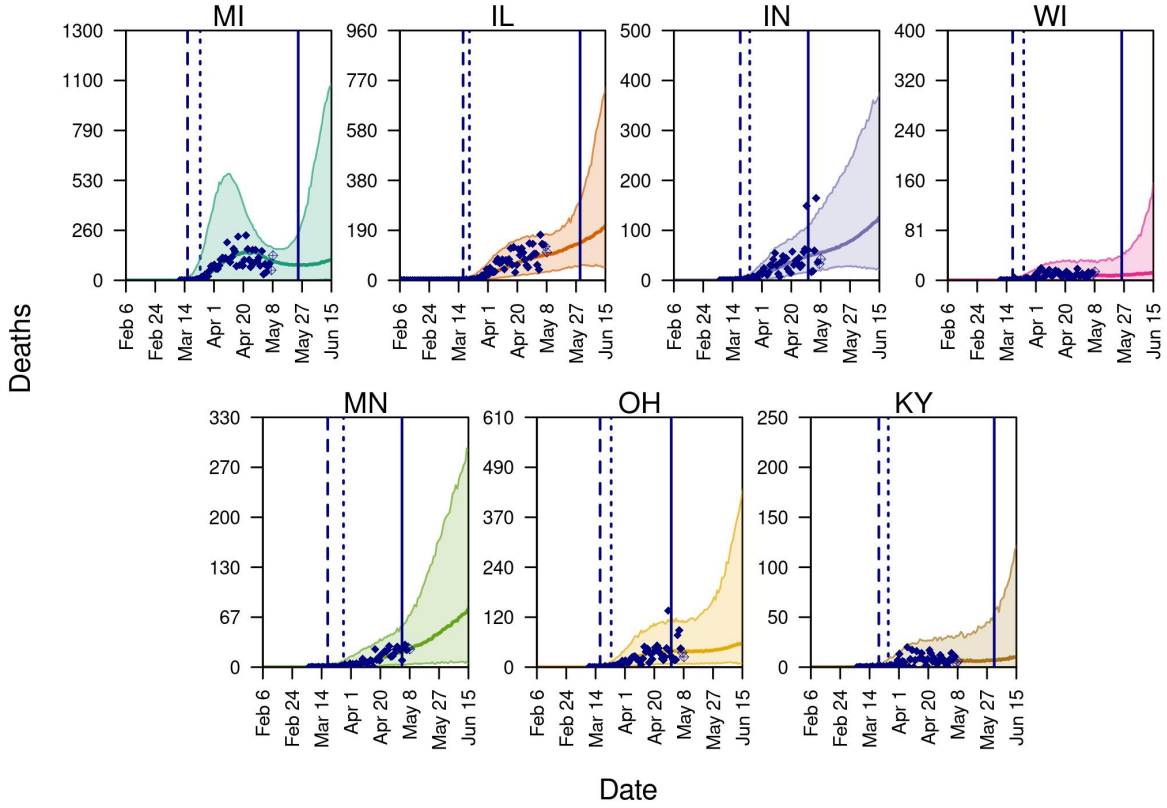 MI IL IN WI
1300 960 500 400
1100 770 400 320
790 580 300 240
530 380 200 160
260 190 100 81
0 0 0 0
Feb 6 Feb 24 Mar 14 Apr 1 Apr 20 May 8 May 27 Jun 15 Feb 6 Feb 24 Mar 14 Apr 1 Apr 20 May 8 May 27 Jun 15 Feb 6 Feb 24 Mar 14 Apr 1 Apr 20 May 8 May 27 Jun 15 Feb 6 Feb 24 Mar 14 Apr 1 Apr 20 May 8 May 27 Jun 15
Deaths
MN OH KY
330 610 250
270 490 200
200 370 150
130 240 100
67 120 50
0 0 0
Feb 6 Feb 24 Mar 14 Apr 1 Apr 20 May 8 May 27 Jun 15 Feb 6 Feb 24 Mar 14 Apr 1 Apr 20 May 8 May 27 Jun 15 Feb 6 Feb 24 Mar 14 Apr 1 Apr 20 May 8 May 27 Jun 15
Date